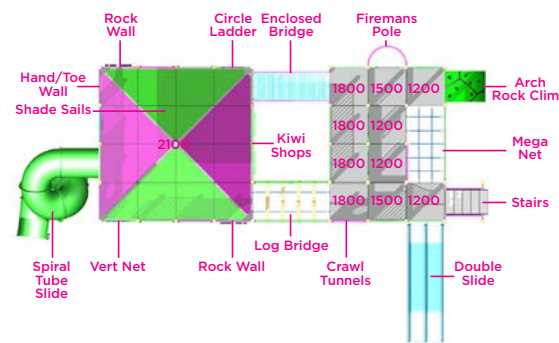 Rock
Wall
Circle
Ladder
Enclosed
Bridge
Firemans
Pole
Hand/Toe
Wall
Shade Sails
2100
1800 1500 1200
1800 1200
1800 1200
1800 1500 1200
Arch
Rock Clim
Kiwi
Shops
Mega
Net
Stairs
Log Bridge
Spiral
Tube
Slide
Vert Net
Rock Wall
Crawl
Tunnels
Double
Slide